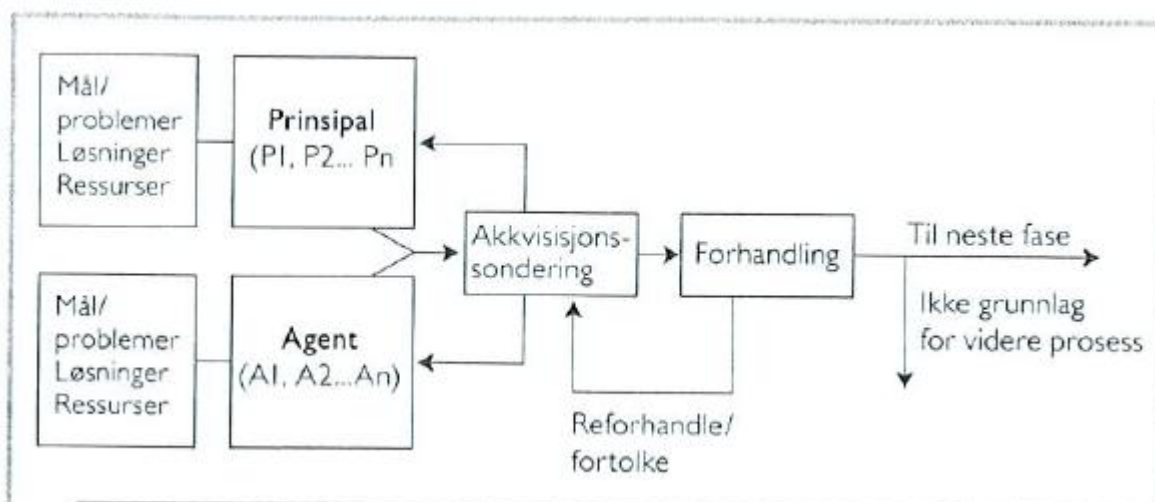 Mål/
problemer
Løsninger
Ressurser
Prinsipal
(P1, P2... Pn
Mål/
problemer
Løsninger
Ressurser
Agent
(A1, A2...An)
Akkvisisjons-
sondering
Forhandling
Til neste fase
Ikke grunnlag
for videre prosess
Reforhandle/
fortolke